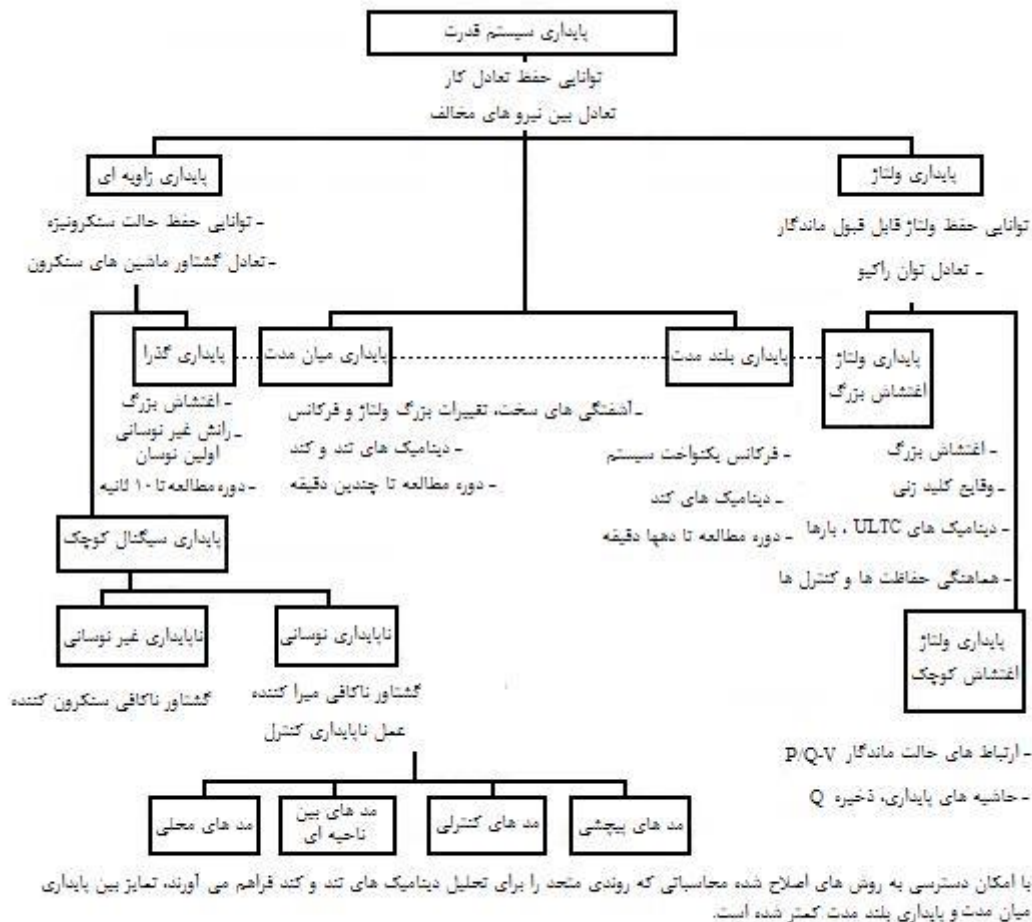 پایداری سیستم قدرت
توانایی حفظ تعادل کار
تعادل بین نیرو های مخالف
پایداری ولتاژ
توانایی حفظ ولتاژ قابل قبول ماندگار
- تعادل توان راکیو
پایداری زاویه ای
- توانایی حفظ حالت سنکرونیزه
- تعادل گشتاور ماشین های سنکرون
پایداری ولتاژ
اغتشاش بزرگ
- اغتشاش بزرگ
- وقایع کلید زنی
- دینامیک های ULTC ، بارها
- هماهنگی حفاظت ها و کنترل ها
پایداری بلند مدت
- فرکانس یکنواخت سیستم
- دینامیک های کند
- دوره مطالعه تا دهها دقیقه
پایداری میان مدت
- آشفتگی های سخت، تغییرات بزرگ ولتاژ و فرکانس
- دینامیک های تند و کند
- دوره مطالعه تا چندین دقیقه
پایداری گذرا
- اغتشاش بزرگ
- رانش غیر نوسانی
اولین نوسان
- دوره مطالعه تا ۱۰ ثانیه
پایداری سیگنال کوچک
پایداری ولتاژ
اغتشاش کوچک
- ارتباط های حالت ماندگار P/Q-V
- حاشیه های پایداری، ذخیره Q
ناپایداری نوسانی
گشتاور ناکافی میرا کننده
عمل ناپایداری کنترل
ناپایداری غیر نوسانی
گشتاور ناکافی سنکرون کننده
مد های پیچشی
مد های کنترلی
مد های بین
ناحیه ای
مد های محلی
با امکان دسترسی به روش های اصلاح شده محاسباتی که روندی متحد را برای تحلیل دینامیک های تند و کند فراهم می آورند، تمایز بین پایداری
میان مدت و پایداری بلند مدت کمتر شده است.